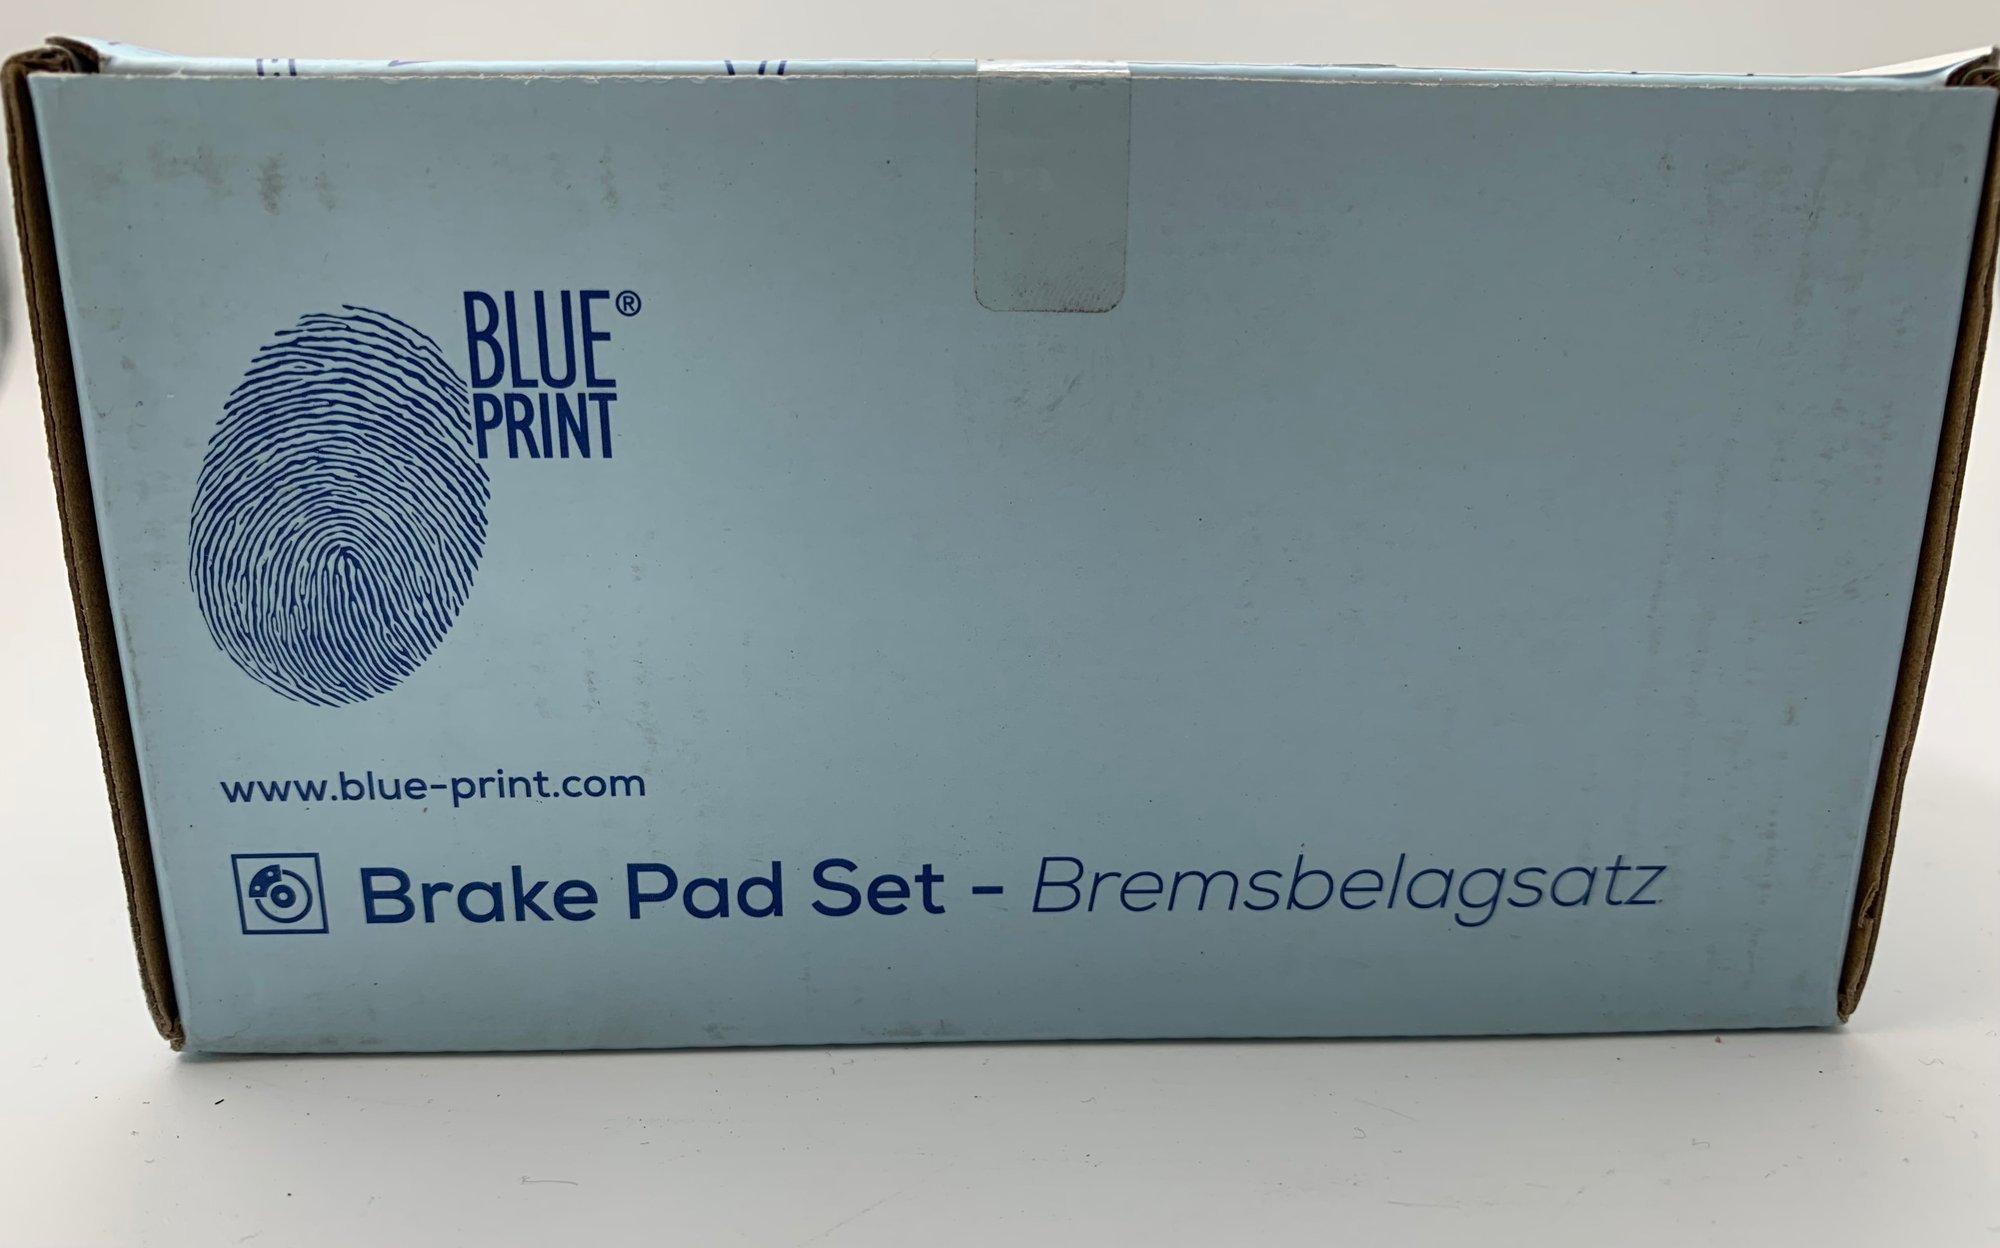 BLUE®
PRINT
www.blue-print.com
Brake Pad Set - Bremsbelagsatz